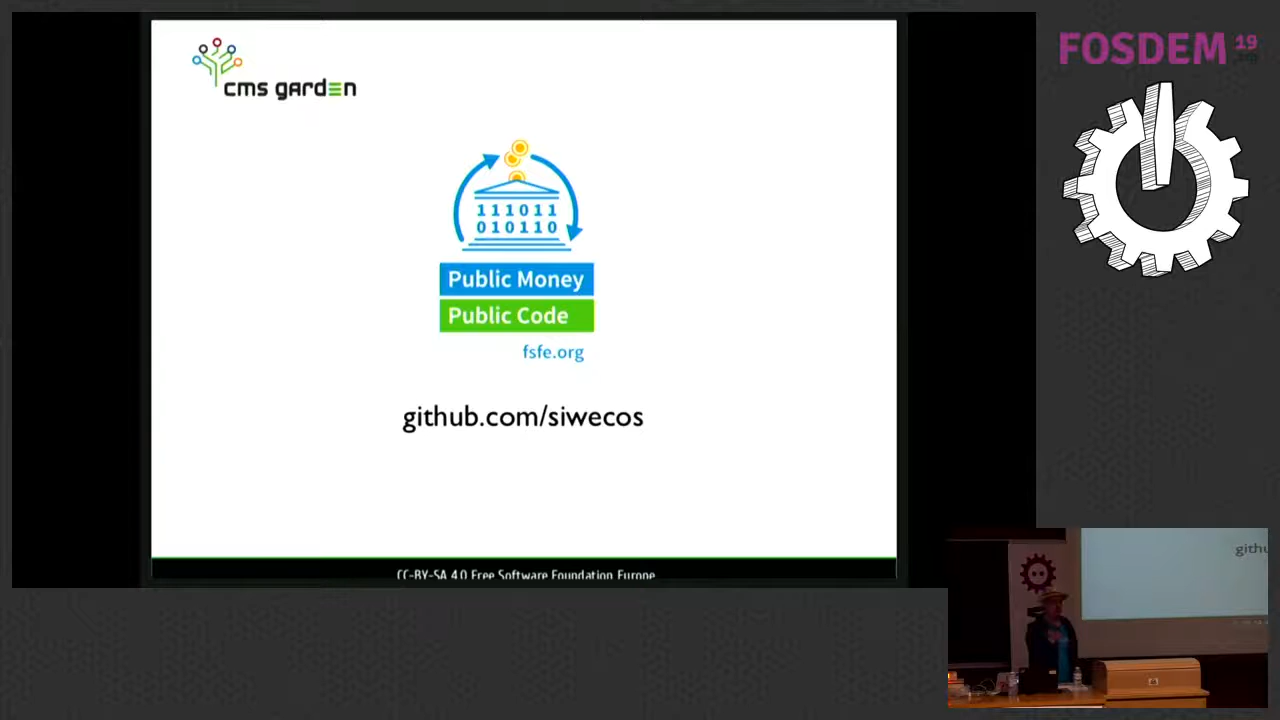 cms garden
111011
010110
Public Money
Public Code
fsfe.org
github.com/siwecos
CC-BY-SA 4.0 Free Software Foundation Europe
FOSDEM 19
githu